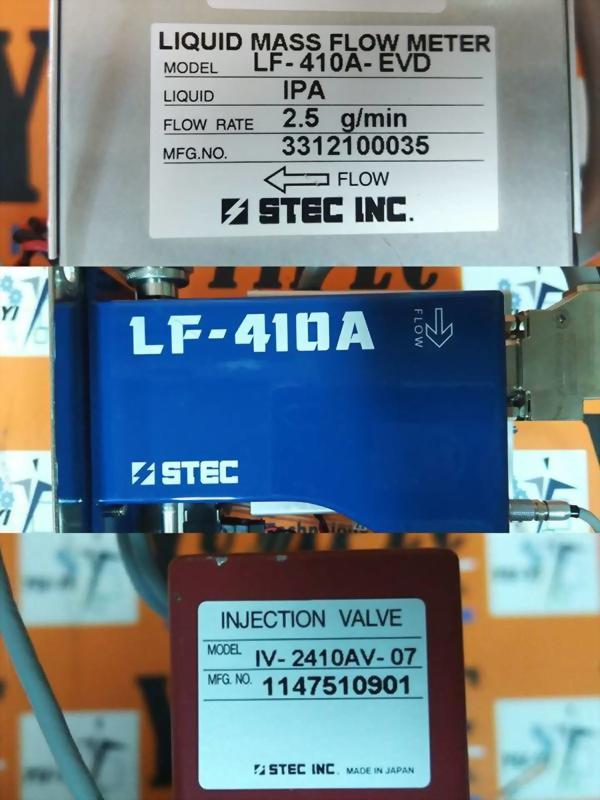 LIQUID MASS FLOW METER
MODEL LF-410A-EVD
LIQUID IPA
FLOW RATE 2.5 g/min
MFG.NO. 3312100035
FLOW
STEC INC.
LF-410A
FLOW
STEC
INJECTION VALVE
MODEL IV-2410AV-07
MFG. NO. 1147510901
STEC INC. MADE IN JAPAN